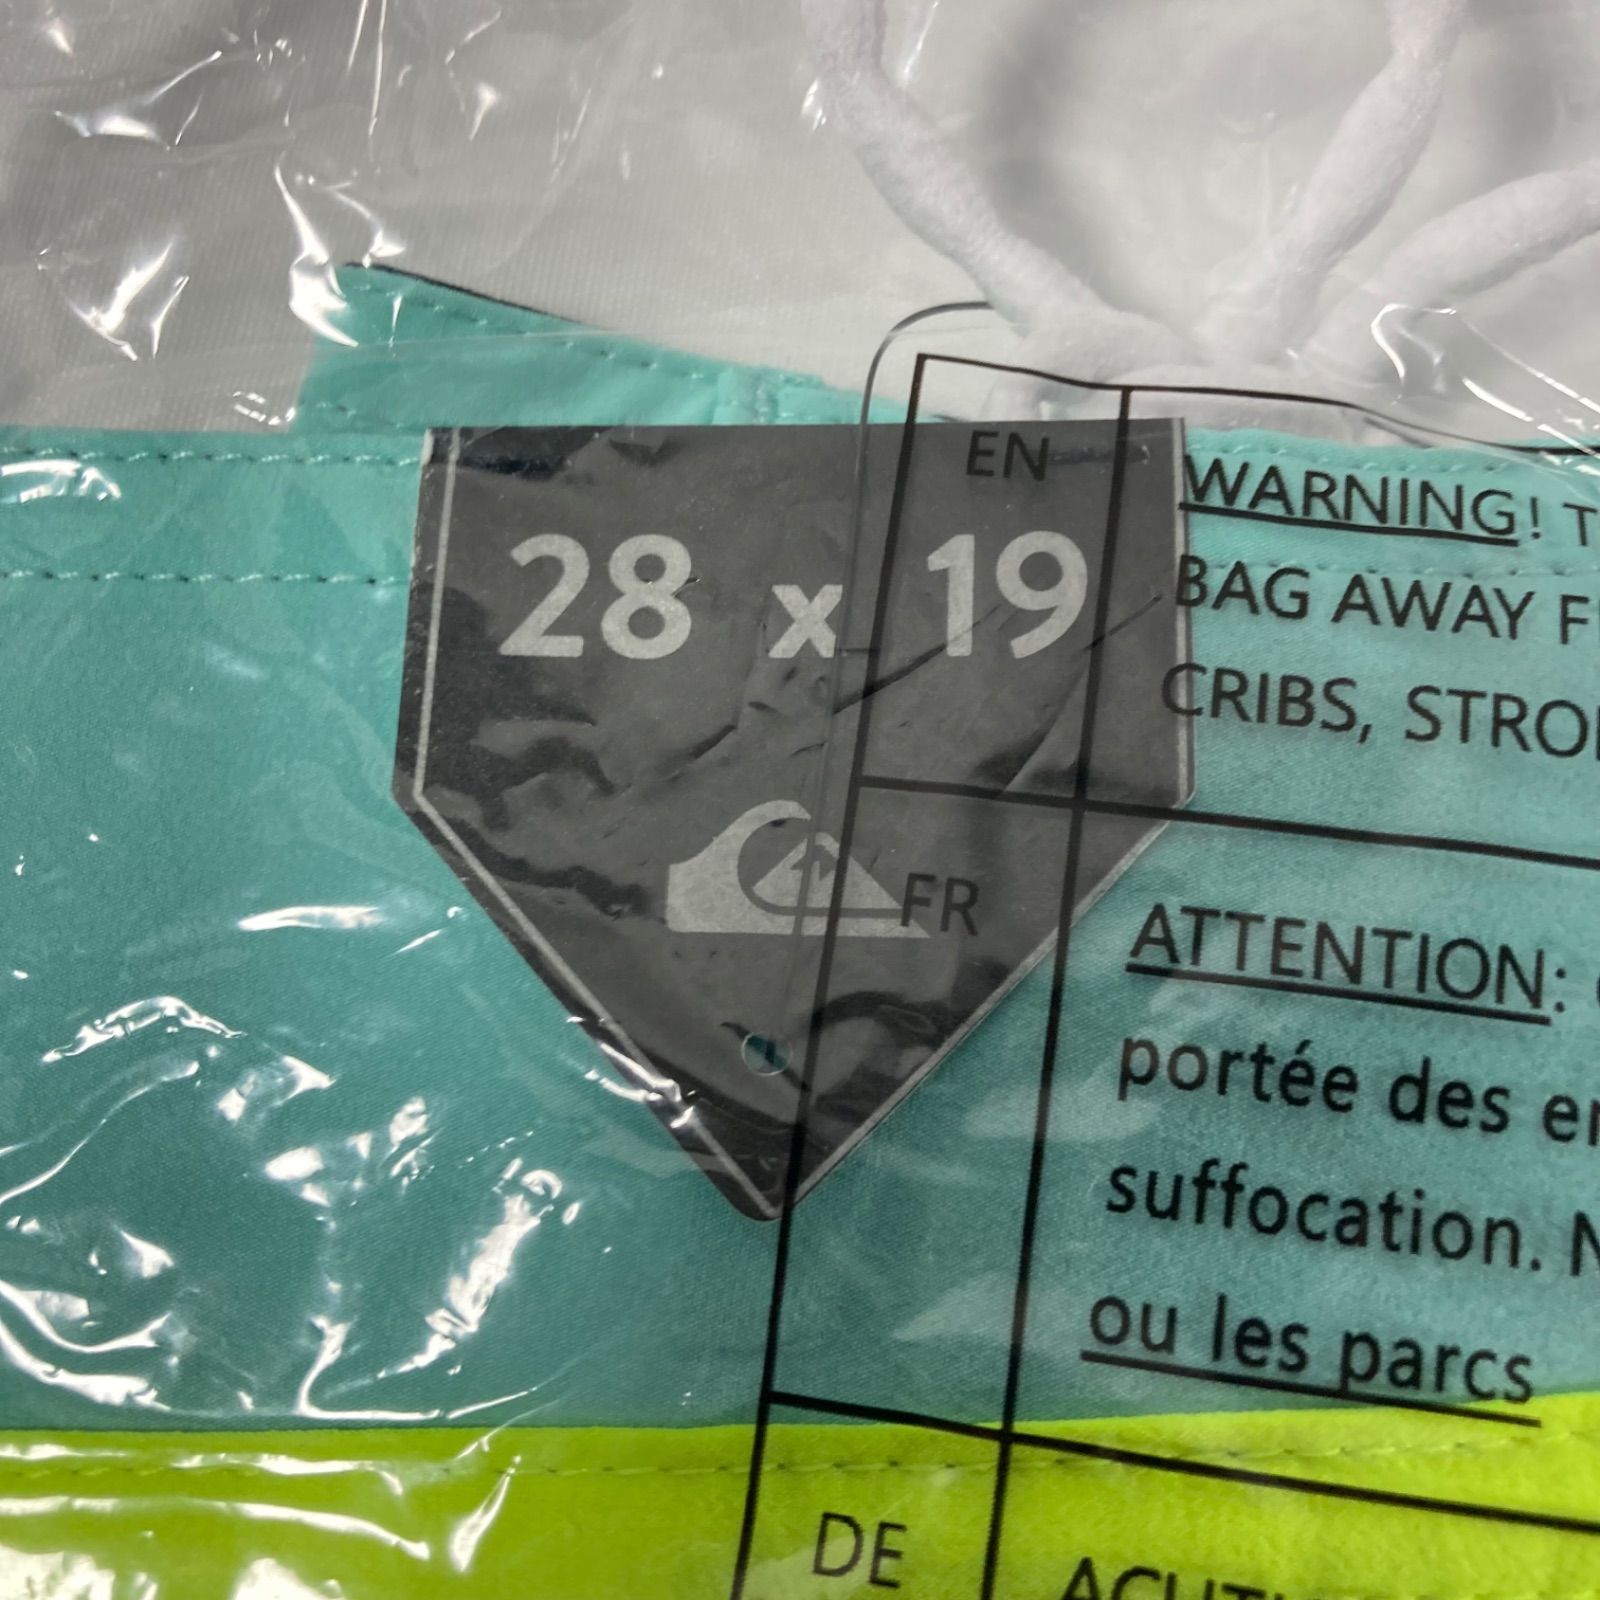 28 x 19
EN
WARNING! T
BAG AWAY F
CRIBS, STRO
FR
ATTENTION:
portée des
suffocation. N
ou les parcs
DE